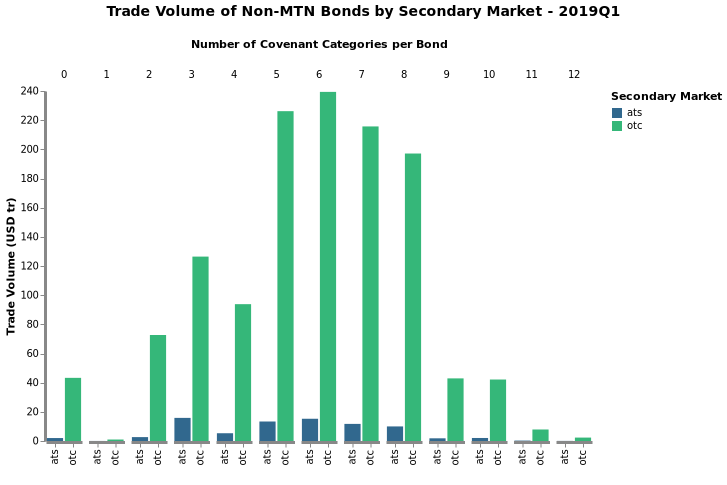 Trade Volume of Non-MTN Bonds by Secondary Market - 2019Q1
Number of Covenant Categories per Bond
0 1 2 3 4 5 6 7 8 9 10 11 12
Secondary Market
ats
otc
Trade Volume (USD tr)
240
220
200
180
160
140
120
100
80
60
40
20
0
ats otc ats otc ats otc ats otc ats otc ats otc ats otc ats otc ats otc ats otc ats otc ats otc ats otc